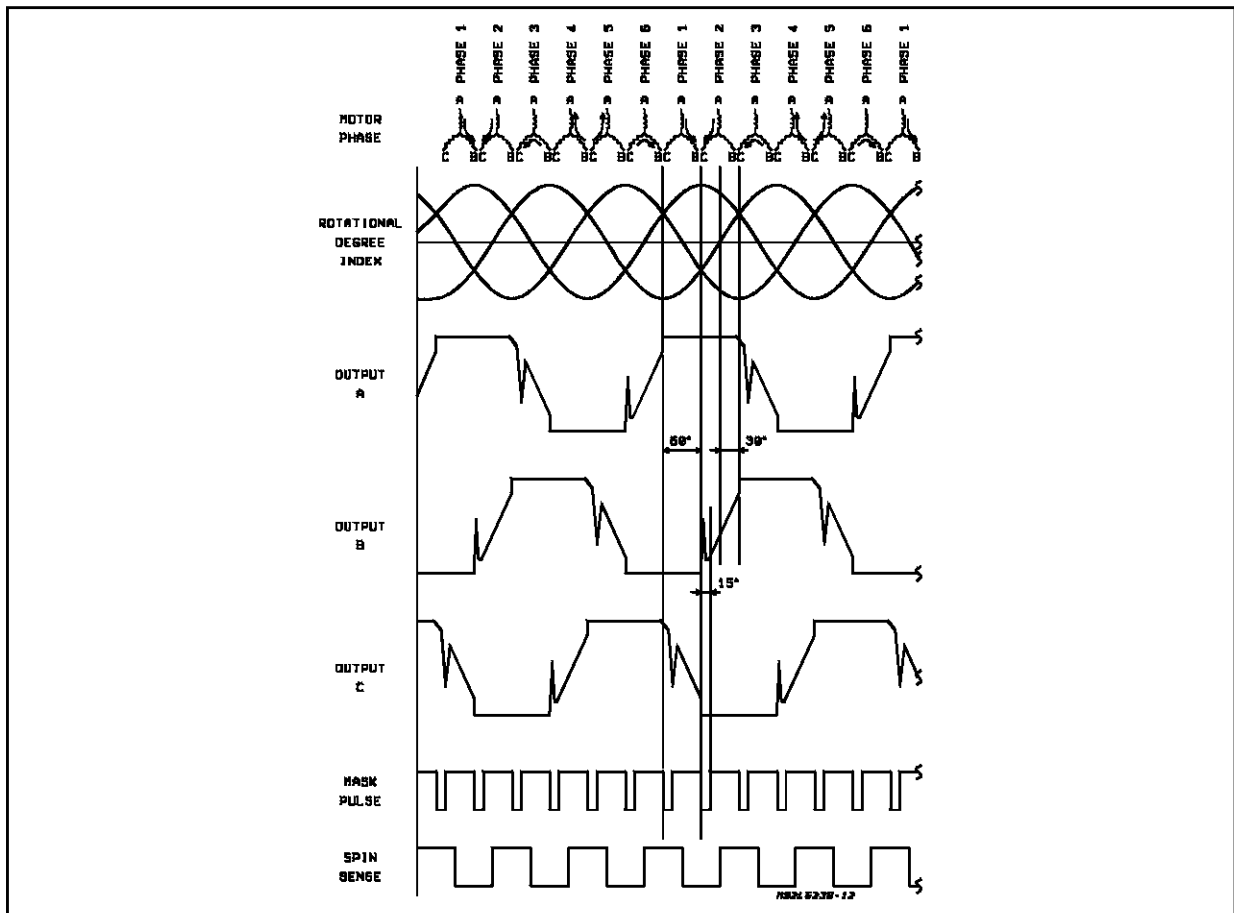 PHASE 1 PHASE 2 PHASE 3 PHASE 4 PHASE 5 PHASE 6 PHASE 1 PHASE 2 PHASE 3 PHASE 4 PHASE 5 PHASE 6 PHASE 1
A A A A A A A A A A A A A
MOTOR
PHASE
C B C B C B C B C B C B C B C B C B C B C B C B C B
ROTATIONAL
DEGREE
INDEX
OUTPUT
A
60° 30°
OUTPUT
B
15°
OUTPUT
C
MASK
PULSE
SPIN
SENSE
M92L6238-12